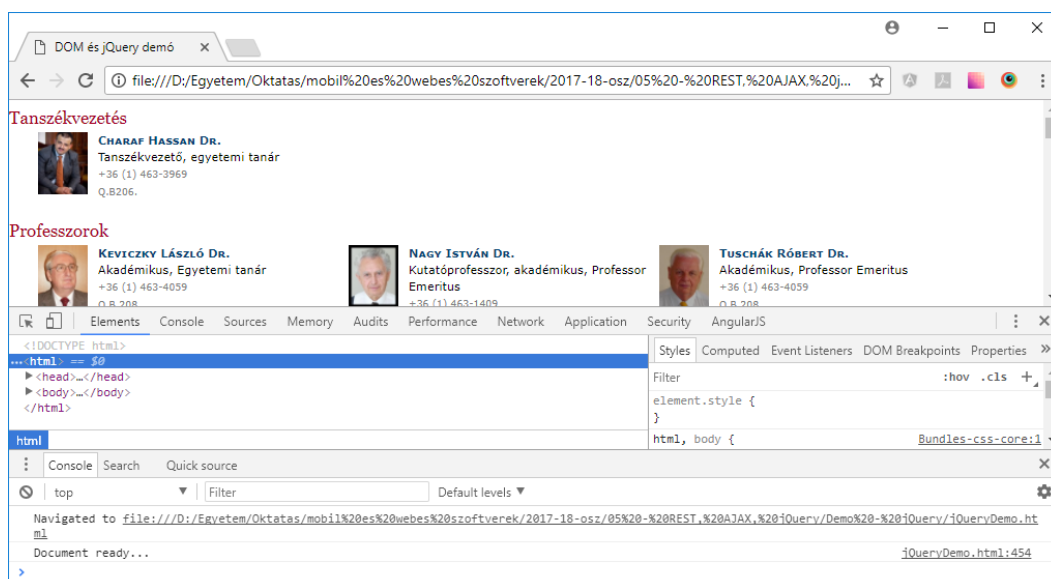 DOM és jQuery demó
file:///D:/Egyetem/Oktatas/mobil%20es%20webes%20szoftverek/2017-18-osz/05%20-%20REST,%20AJAX,%20j...
Tanszékvezetés
Charaf Hassan Dr.
Tanszékvezető, egyetemi tanár
+36 (1) 463-3969
Q.B206.
Professzorok
Keviczky László Dr.
Akadémikus, Egyetemi tanár
+36 (1) 463-4059
Q.B.208
Nagy István Dr.
Kutatóprofesszor, akadémikus, Professor
Emeritus
+36 (1) 463-1409
Tuschák Róbert Dr.
Akadémikus, Professor Emeritus
+36 (1) 463-4059
Q.B.208
Elements Console Sources Memory Audits Performance Network Application Security AngularJS
<!DOCTYPE html>
...<html> == $0
<head>…</head>
<body>…</body>
</html>
html
Styles Computed Event Listeners DOM Breakpoints Properties »
Filter :hov .cls +
element.style {
}
html, body { Bundles-css-core:1
Console Search Quick source
top Filter Default levels
Navigated to file:///D:/Egyetem/Oktatas/mobil%20es%20webes%20szoftverek/2017-18-osz/05%20-%20REST,%20AJAX,%20jQuery/Demo%20-%20jQuery/jQueryDemo.ht
ml
Document ready... jQueryDemo.html:454
>